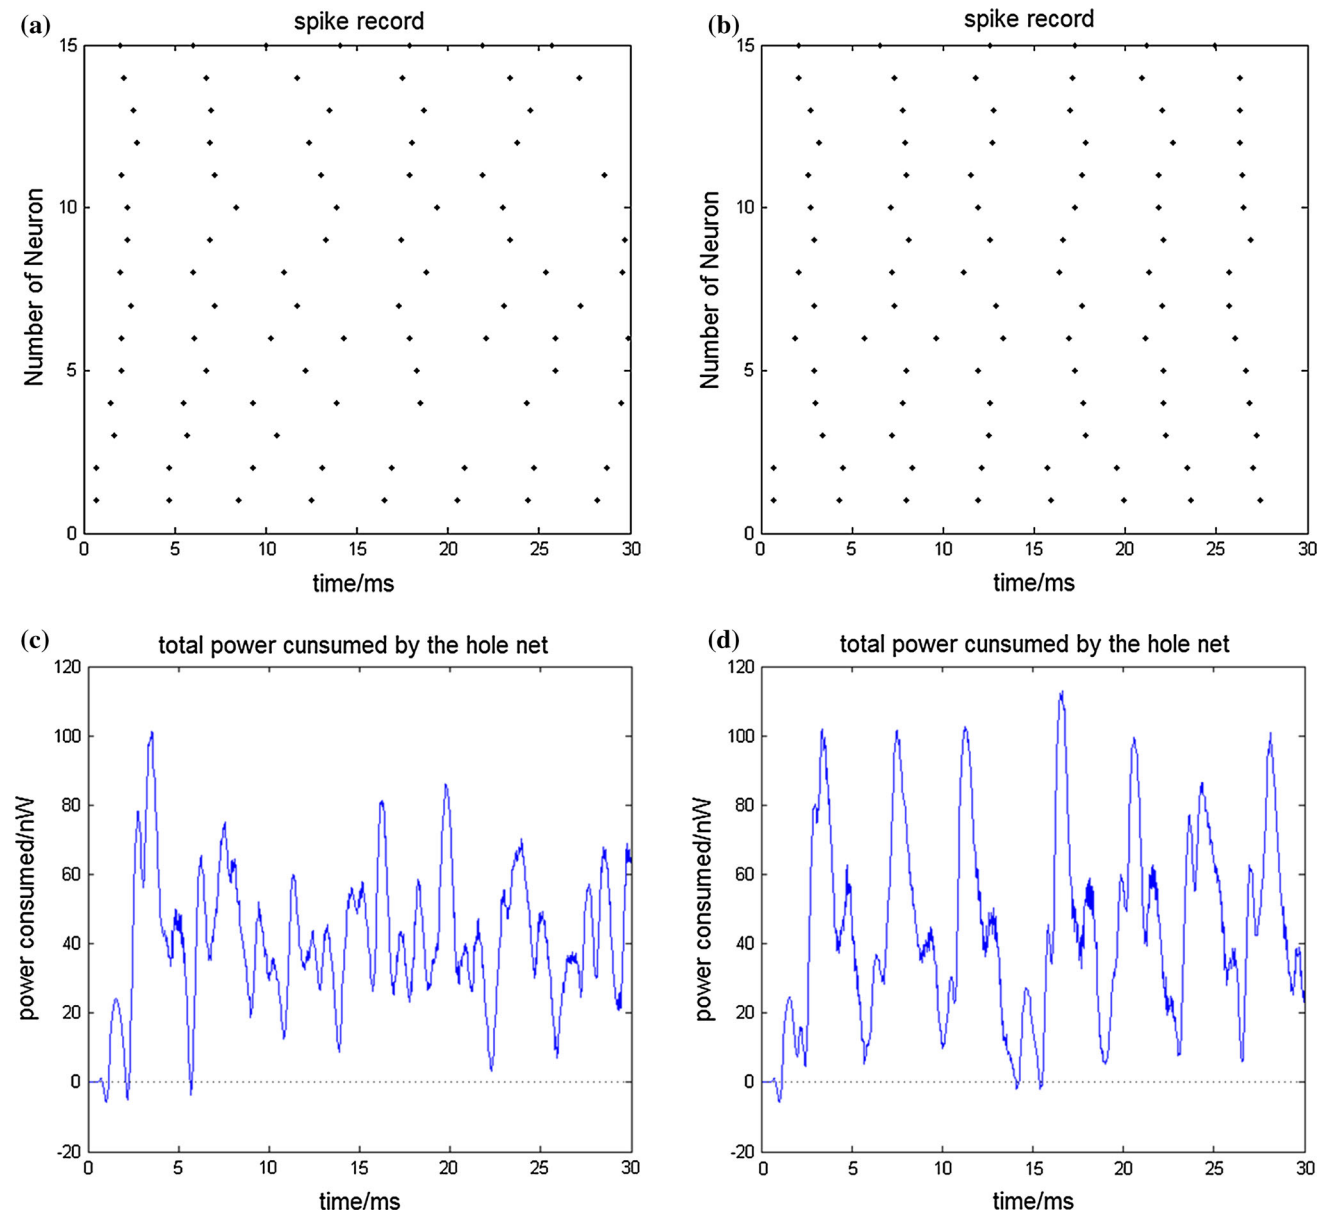 (a)
spike record
15
10
5
0
Number of Neuron
0 5 10 15 20 25 30
time/ms
(b)
spike record
15
10
5
0
Number of Neuron
0 5 10 15 20 25 30
time/ms
(c)
total power cunsumed by the hole net
120
100
80
60
40
20
0
-20
power consumed/nW
0 5 10 15 20 25 30
time/ms
(d)
total power cunsumed by the hole net
120
100
80
60
40
20
0
-20
power consumed/nW
0 5 10 15 20 25 30
time/ms